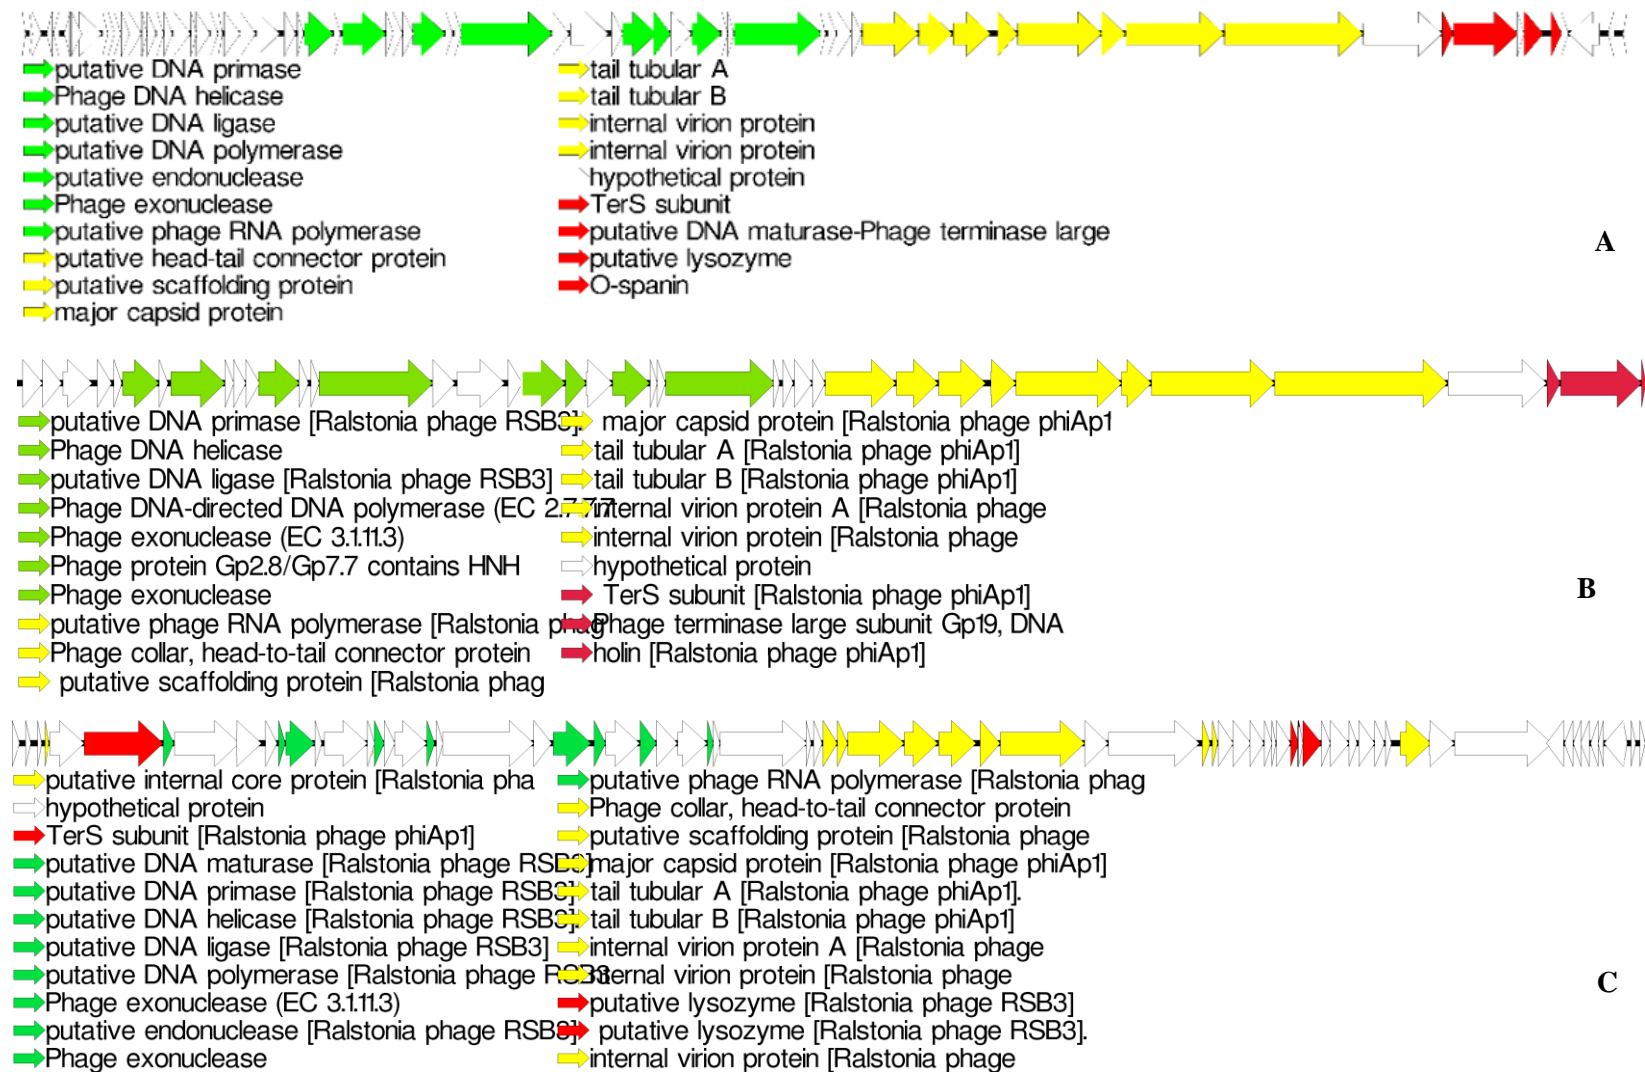 putative DNA primase
Phage DNA helicase
putative DNA ligase
putative DNA polymerase
putative endonuclease
Phage exonuclease
putative phage RNA polymerase
putative head-tail connector protein
putative scaffolding protein
major capsid protein
tail tubular A
tail tubular B
internal virion protein
internal virion protein
hypothetical protein
TerS subunit
putative DNA maturase-Phage terminase large
putative lysozyme
O-spanin
A
putative DNA primase [Ralstonia phage RSB3].
Phage DNA helicase
putative DNA ligase [Ralstonia phage RSB3]
Phage DNA-directed DNA polymerase (EC 2.7.7.7
Phage exonuclease (EC 3.1.11.3)
Phage protein Gp2.8/Gp7.7 contains HNH
Phage exonuclease
putative phage RNA polymerase [Ralstonia phag
Phage collar, head-to-tail connector protein
putative scaffolding protein [Ralstonia phag
major capsid protein [Ralstonia phage phiAp1
tail tubular A [Ralstonia phage phiAp1]
tail tubular B [Ralstonia phage phiAp1]
internal virion protein A [Ralstonia phage
internal virion protein [Ralstonia phage
hypothetical protein
TerS subunit [Ralstonia phage phiAp1]
Phage terminase large subunit Gp19, DNA
holin [Ralstonia phage phiAp1]
B
putative internal core protein [Ralstonia pha
hypothetical protein
TerS subunit [Ralstonia phage phiAp1]
putative DNA maturase [Ralstonia phage RSB3]
putative DNA primase [Ralstonia phage RSB3].
putative DNA helicase [Ralstonia phage RSB3].
putative DNA ligase [Ralstonia phage RSB3]
putative DNA polymerase [Ralstonia phage RSB3
Phage exonuclease (EC 3.1.11.3)
putative endonuclease [Ralstonia phage RSB3].
Phage exonuclease
putative phage RNA polymerase [Ralstonia phag
Phage collar, head-to-tail connector protein
putative scaffolding protein [Ralstonia phage
major capsid protein [Ralstonia phage phiAp1]
tail tubular A [Ralstonia phage phiAp1].
tail tubular B [Ralstonia phage phiAp1]
internal virion protein A [Ralstonia phage
internal virion protein [Ralstonia phage
putative lysozyme [Ralstonia phage RSB3]
putative lysozyme [Ralstonia phage RSB3].
internal virion protein [Ralstonia phage
C